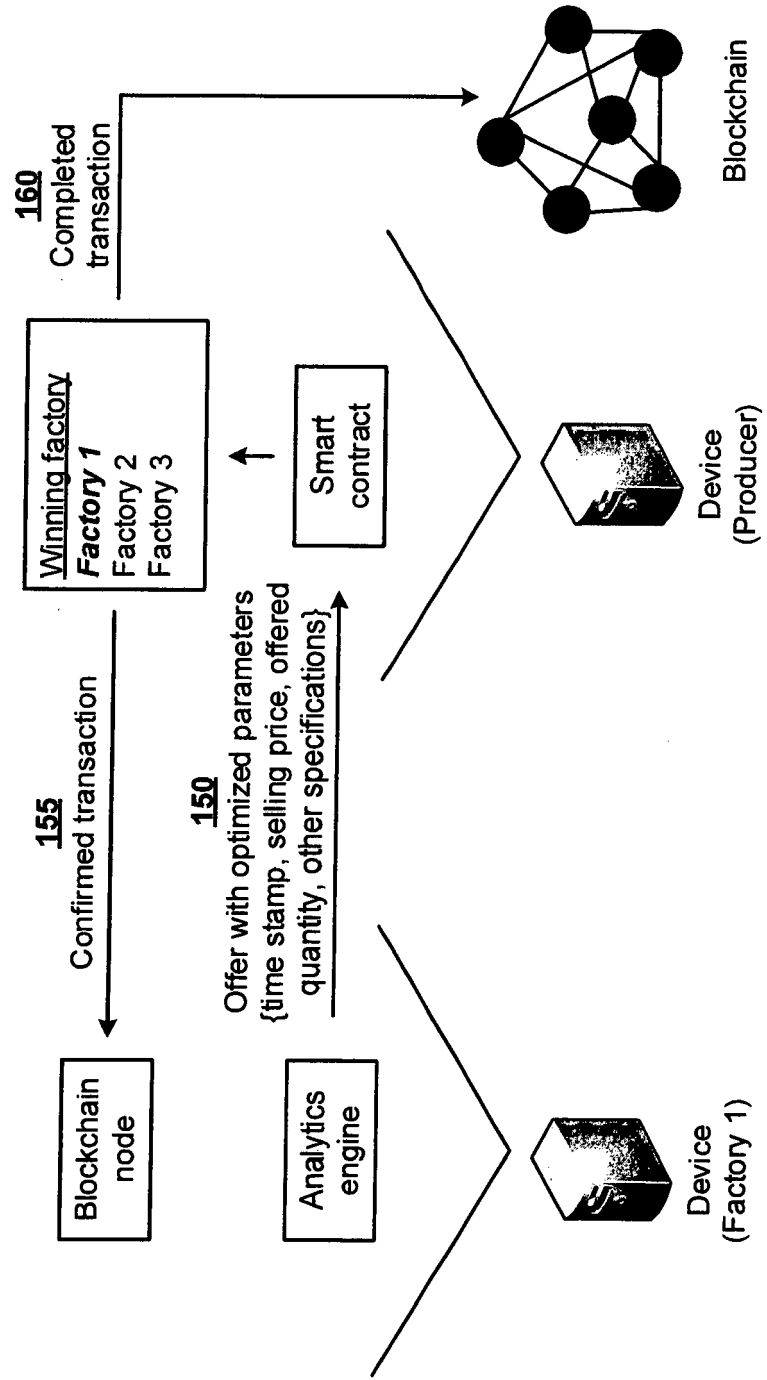 155
Confirmed transaction
Blockchain
node
Winning factory
Factory 1
Factory 2
Factory 3
160
Completed
transaction
150
Offer with optimized parameters
{time stamp, selling price, offered
quantity, other specifications}
Analytics
engine
Smart
contract
Device
(Factory 1)
Device
(Producer)
Blockchain